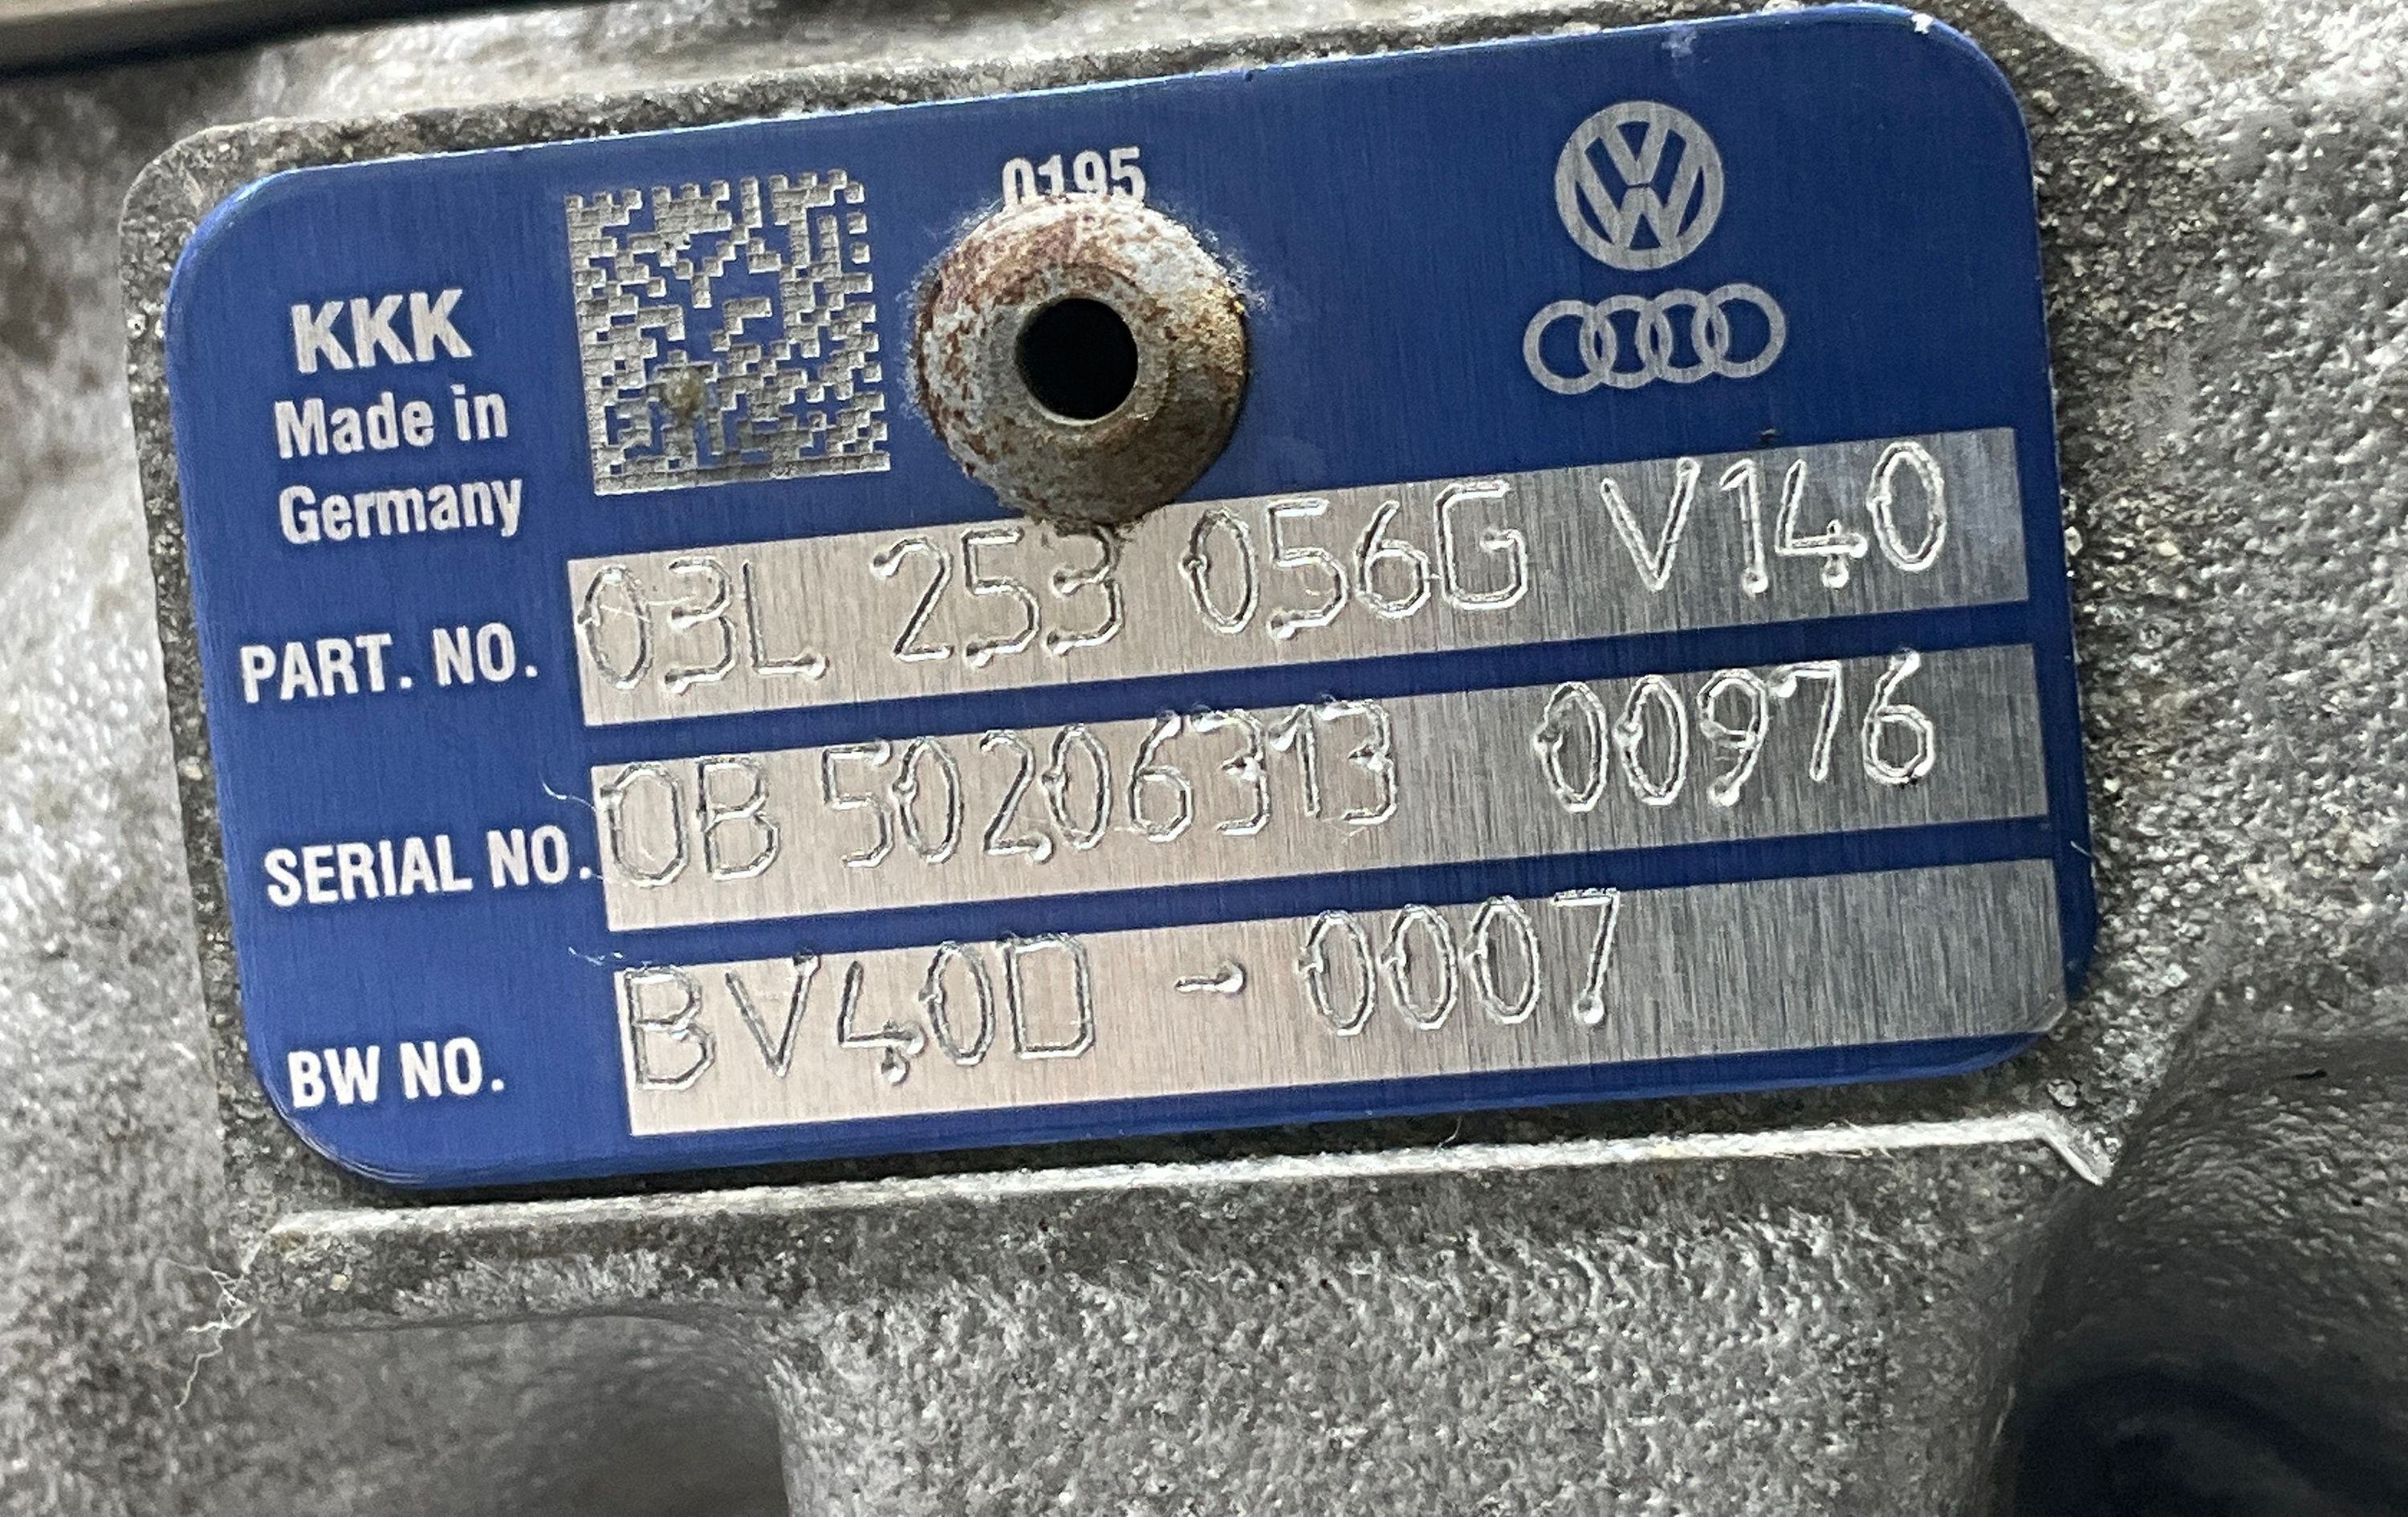 0195
KKK
Made in
Germany
PART. NO. 03L 253 056G V140
SERIAL NO. 0B 50206313 00976
BW NO. BV40D - 0007